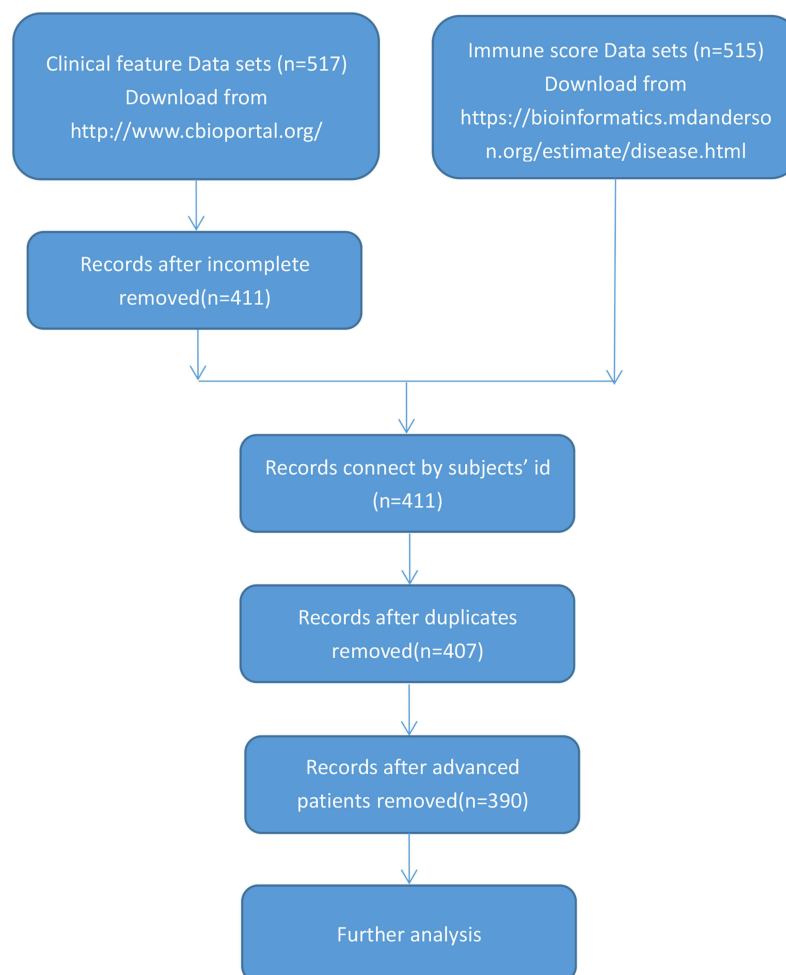 Clinical feature Data sets (n=517)
Download from
http://www.cbioportal.org/
Immune score Data sets (n=515)
Download from
https://bioinformatics.mdanderso
n.org/estimate/disease.html
Records after incomplete
removed(n=411)
Records connect by subjects’ id
(n=411)
Records after duplicates
removed(n=407)
Records after advanced
patients removed(n=390)
Further analysis